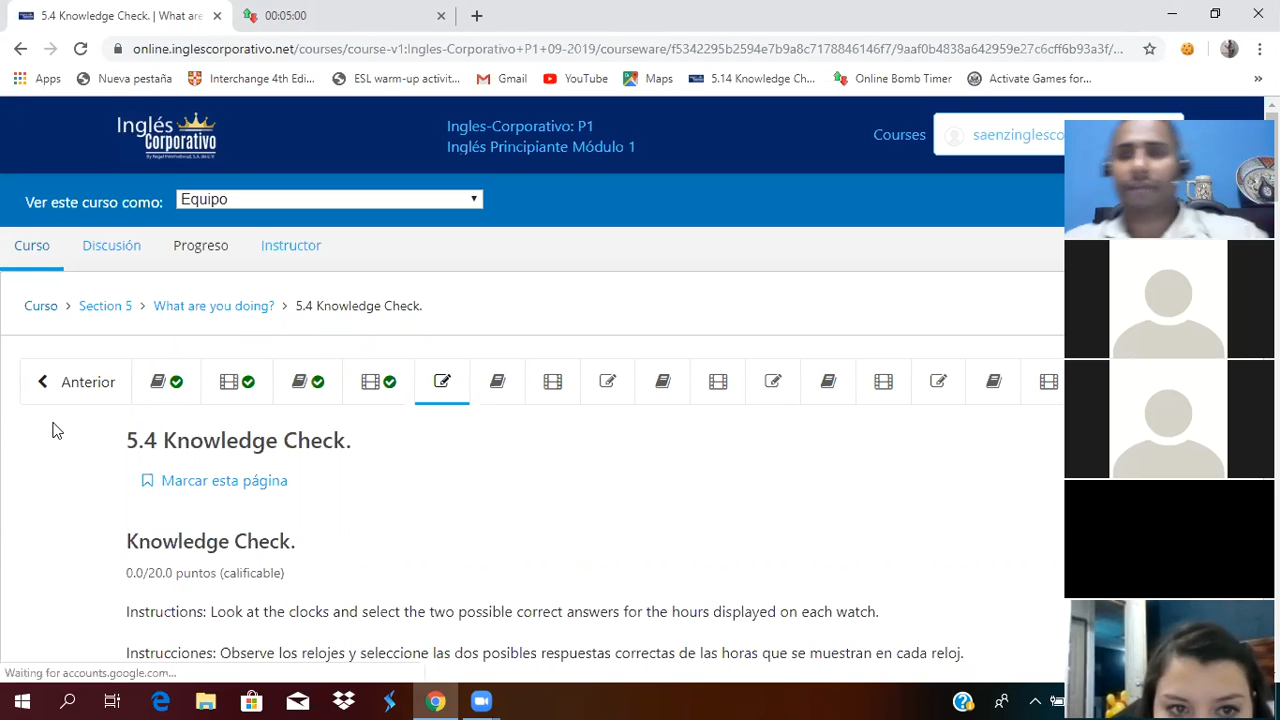 5.4 Knowledge Check. | What are
00:05:00
online.inglescorporativo.net/courses/course-v1:Ingles-Corporativo+P1+09-2019/courseware/f5342295b2594e7b9a8c7178846146f7/9aaf0b4838a642959e27c6cff6b93a3f/...
Apps
Nueva pestaña
Interchange 4th Edi...
ESL warm-up activit...
Gmail
YouTube
Maps
5.14 Knowledge Ch...
Online Bomb Timer
Activate Games for...
»
Inglés
Corporativo
By Regal International, S.A. de C.V.
Ingles-Corporativo: P1
Inglés Principiante Módulo 1
Courses
saenzinglesco
Ver este curso como:
Equipo
Curso
Discusión
Progreso
Instructor
Curso > Section 5 > What are you doing? > 5.4 Knowledge Check.
Anterior
5.4 Knowledge Check.
Marcar esta página
Knowledge Check.
0.0/20.0 puntos (calificable)
Instructions: Look at the clocks and select the two possible correct answers for the hours displayed on each watch.
Instrucciones: Observe los relojes y seleccione las dos posibles respuestas correctas de las horas que se muestran en cada reloj.
Waiting for accounts.google.com...